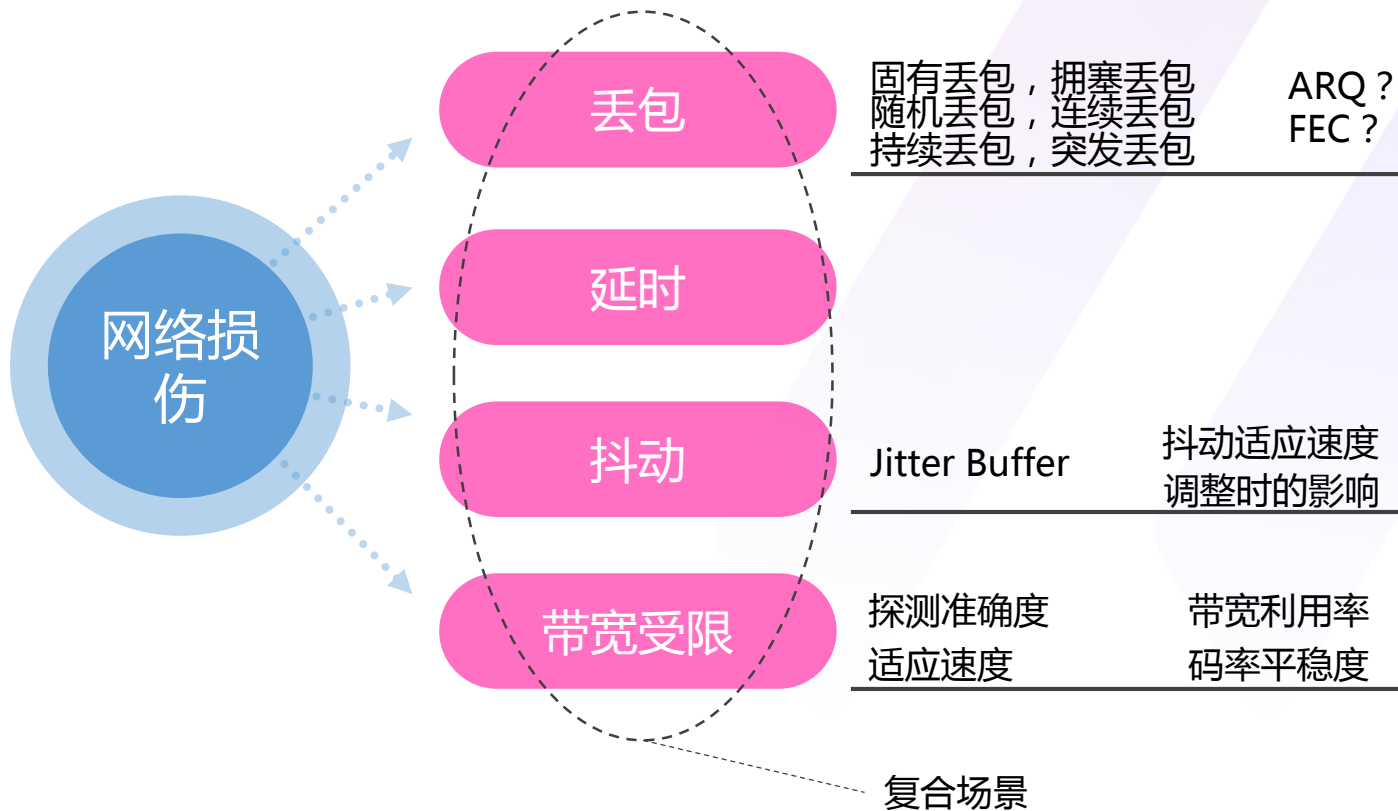 网络损
伤
丢包
固有丢包，拥塞丢包
随机丢包，连续丢包
持续丢包，突发丢包
ARQ？
FEC？
延时
抖动
Jitter Buffer
抖动适应速度
调整时的影响
带宽受限
探测准确度
适应速度
带宽利用率
码率平稳度
复合场景